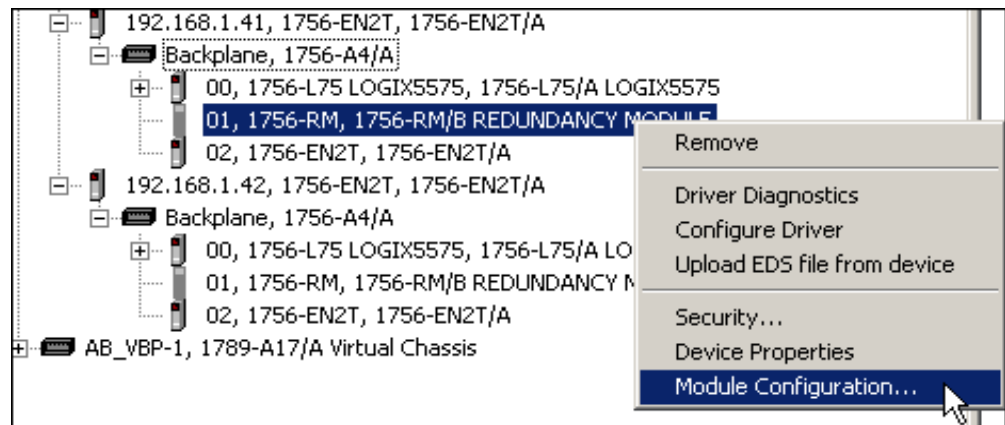 192.168.1.41, 1756-EN2T, 1756-EN2T/A
Backplane, 1756-A4/A
00, 1756-L75 LOGIX5575, 1756-L75/A LOGIX5575
01, 1756-RM, 1756-RM/B REDUNDANCY MODULE
02, 1756-EN2T, 1756-EN2T/A
192.168.1.42, 1756-EN2T, 1756-EN2T/A
Backplane, 1756-A4/A
00, 1756-L75 LOGIX5575, 1756-L75/A LO
01, 1756-RM, 1756-RM/B REDUNDANCY
02, 1756-EN2T, 1756-EN2T/A
AB_VBP-1, 1789-A17/A Virtual Chassis
Remove
Driver Diagnostics
Configure Driver
Upload EDS file from device
Security...
Device Properties
Module Configuration...